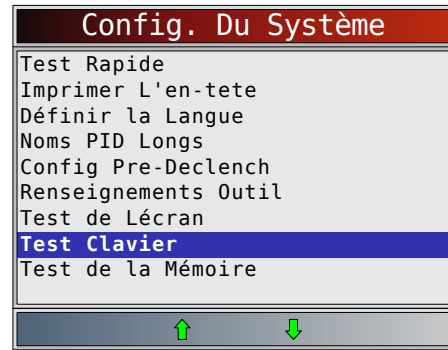 Config. Du Système
Test Rapide
Imprimer L'en-tete
Définir la Langue
Noms PID Longs
Config Pre-Declench
Renseignements Outil
Test de Lécran
Test Clavier
Test de la Mémoire